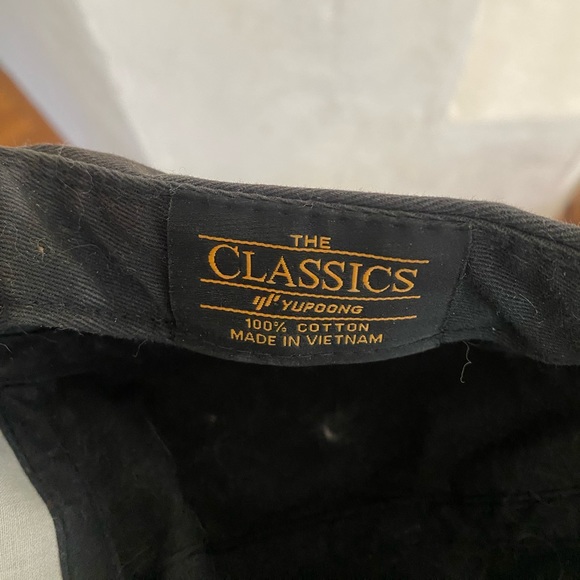 THE
CLASSICS
YUPOONG
100% COTTON
MADE IN VIETNAM